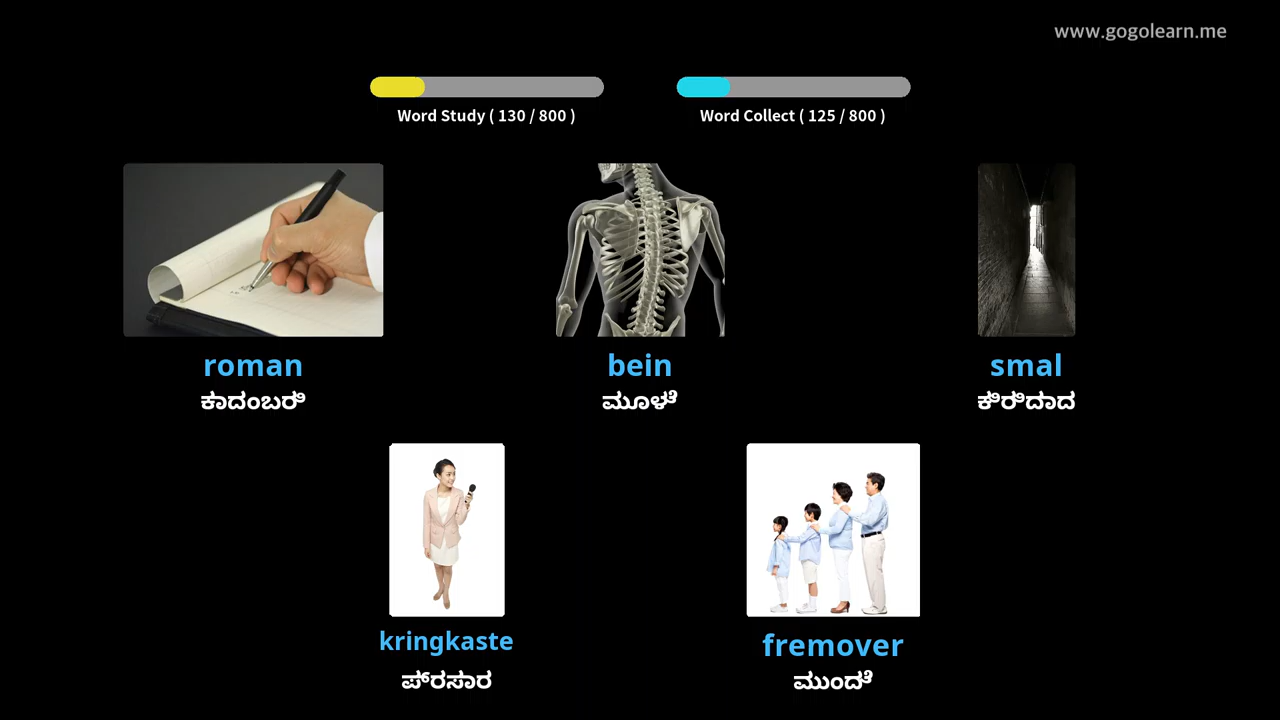 www.gogolearn.me
Word Study ( 130 / 800 )
Word Collect ( 125 / 800 )
roman
ಕಾದಂಬರಿ
bein
ಮೂಳೆ
smal
ಕಿರಿದಾದ
kringkaste
ಪ್ರಸಾರ
fremover
ಮುಂದೆ